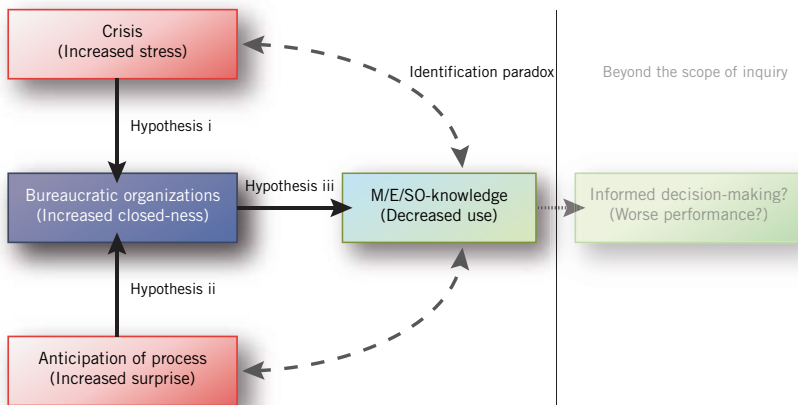 Crisis
(Increased stress)
Identification paradox
Beyond the scope of inquiry
Hypothesis i
Bureaucratic organizations
(Increased closed-ness)
Hypothesis iii
M/E/SO-knowledge
(Decreased use)
Informed decision-making?
(Worse performance?)
Hypothesis ii
Anticipation of process
(Increased surprise)